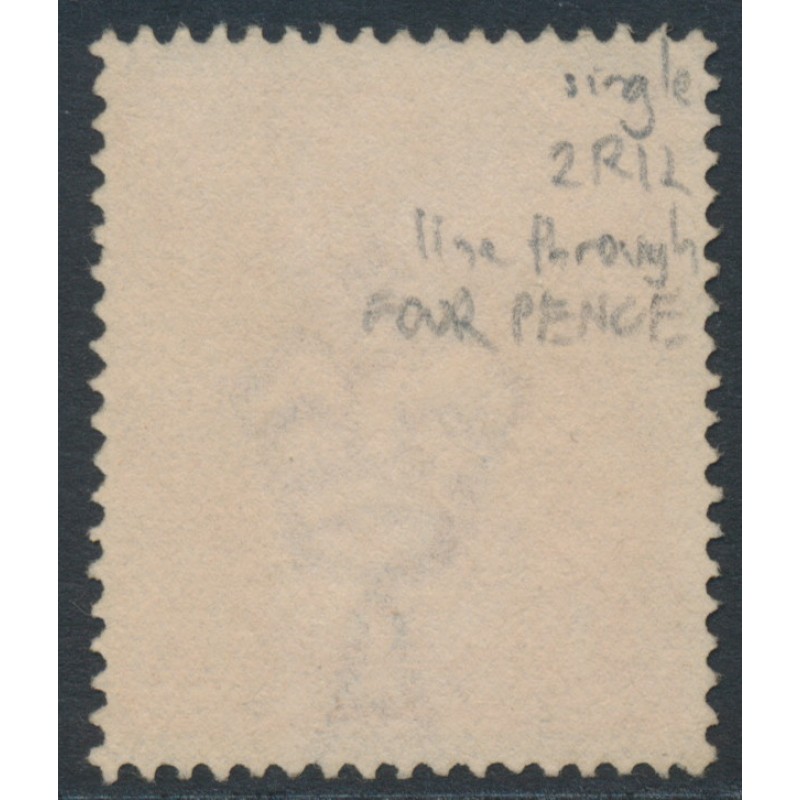 single
2R12
line through
FOUR PENCE